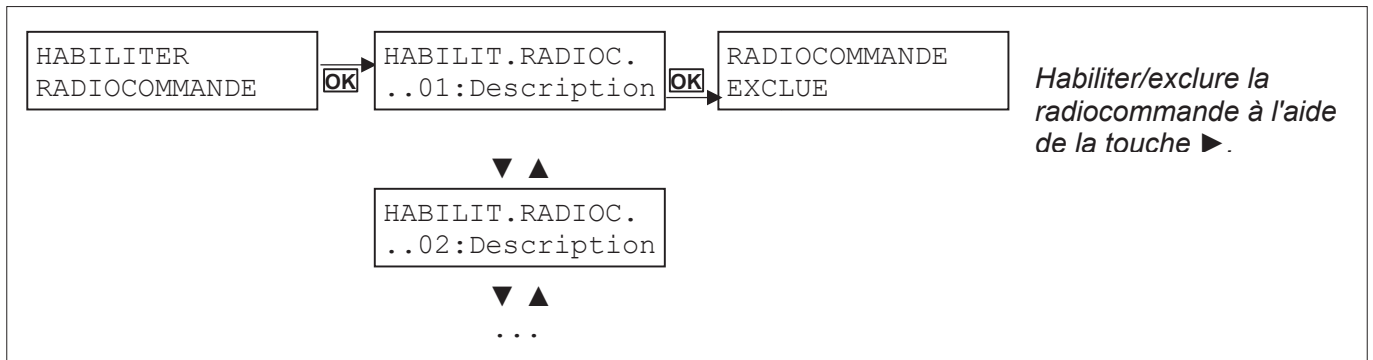 HABILITER
RADIOCOMMANDE
OK
HABILIT.RADIOC.
..01:Description
OK
RADIOCOMMANDE
EXCLUE
Habiliter/exclure la
radiocommande à l'aide
de la touche ►.
▼ ▲
HABILIT.RADIOC.
..02:Description
▼ ▲
...